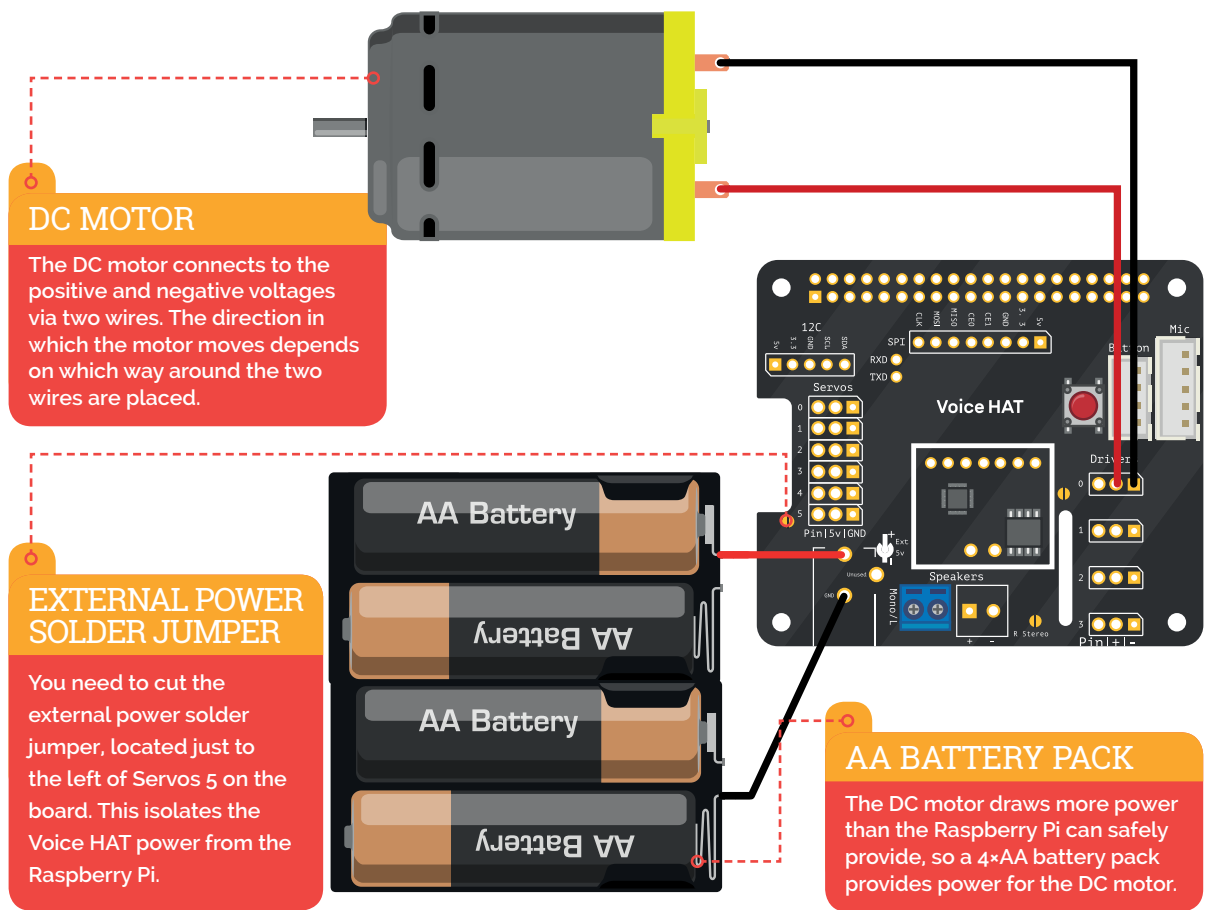 DC MOTOR
The DC motor connects to the
positive and negative voltages
via two wires. The direction in
which the motor moves depends
on which way around the two
wires are placed.
EXTERNAL POWER
SOLDER JUMPER
You need to cut the
external power solder
jumper, located just to
the left of Servos 5 on the
board. This isolates the
Voice HAT power from the
Raspberry Pi.
AA Battery
AA Battery
AA Battery
AA Battery
12C
5v
3.3
GND
SCL
SDA
CLK
MOSI
MISO
CE0
CE1
GND
3.3
5v
SPI
RXD
TXD
Mic
Button
Servos
0
1
2
3
4
5
Pin|5v|GND
Voice HAT
Drivers
0
1
2
3
Pin|+|-
+
Ext
5v
-
Unused
GND
Speakers
Mono/L
+ -
R Stereo
AA BATTERY PACK
The DC motor draws more power
than the Raspberry Pi can safely
provide, so a 4×AA battery pack
provides power for the DC motor.